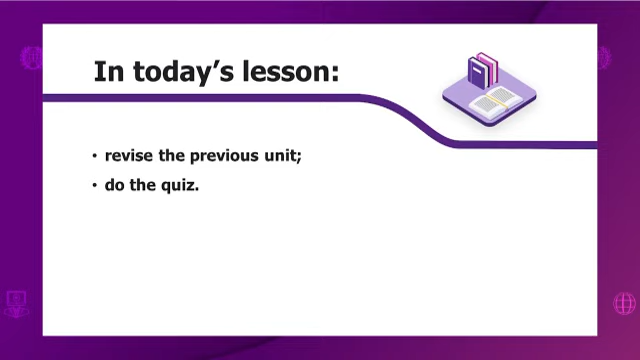 In today’s lesson:
• revise the previous unit;
• do the quiz.